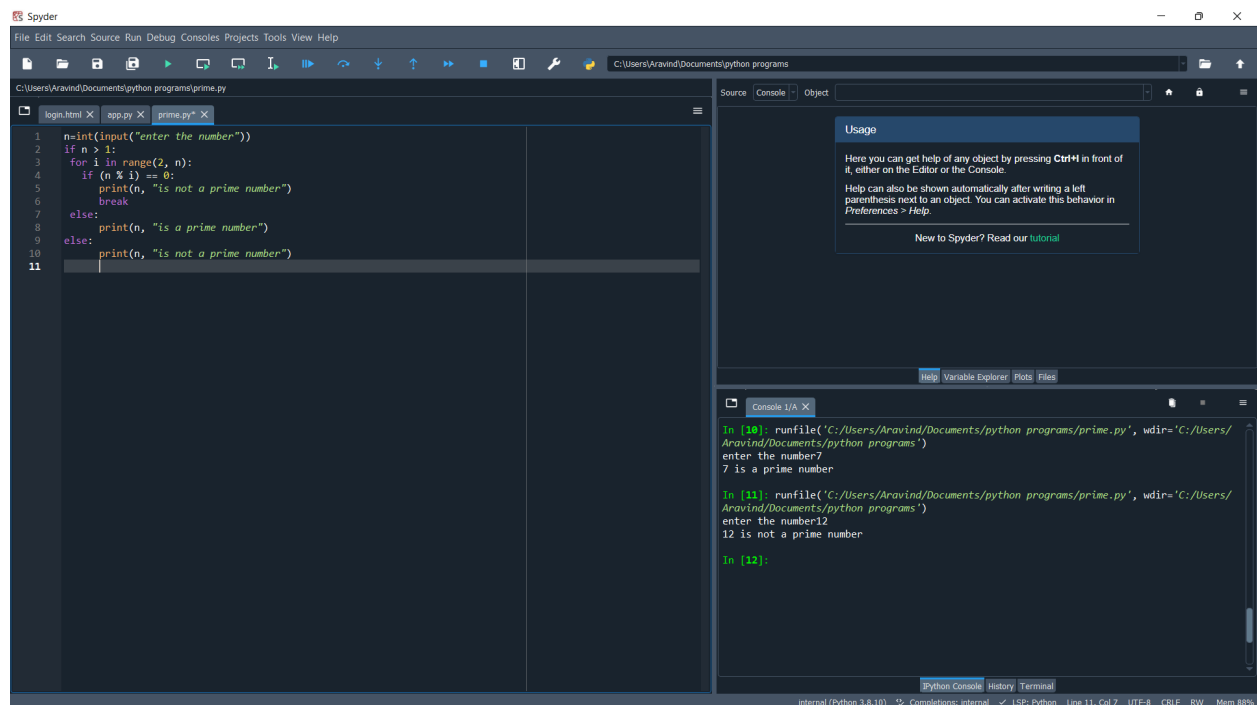 Spyder
File Edit Search Source Run Debug Consoles Projects Tools View Help
C:\Users\Aravind\Documents\python programs
C:\Users\Aravind\Documents\python programs\prime.py
login.html app.py prime.py*
1 n=int(input("enter the number"))
2 if n > 1:
3  for i in range(2, n):
4    if (n % i) == 0:
5       print(n, "is not a prime number")
6       break
7  else:
8       print(n, "is a prime number")
9 else:
10       print(n, "is not a prime number")
11
Source Console Object
Usage
Here you can get help of any object by pressing Ctrl+I in front of
it, either on the Editor or the Console.
Help can also be shown automatically after writing a left
parenthesis next to an object. You can activate this behavior in
Preferences > Help.
New to Spyder? Read our tutorial
Help Variable Explorer Plots Files
Console 1/A
In [10]: runfile('C:/Users/Aravind/Documents/python programs/prime.py', wdir='C:/Users/
Aravind/Documents/python programs')
enter the number7
7 is a prime number
In [11]: runfile('C:/Users/Aravind/Documents/python programs/prime.py', wdir='C:/Users/
Aravind/Documents/python programs')
enter the number12
12 is not a prime number
In [12]:
IPython Console History Terminal
internal (Python 3.8.10) Completions: internal LSP: Python Line 11, Col 7 UTF-8 CRLF RW Mem 88%